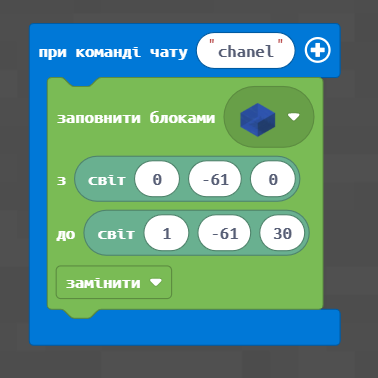 при команді чату "chanel"
заповнити блоками
з світ 0 -61 0
до світ 1 -61 30
замінити